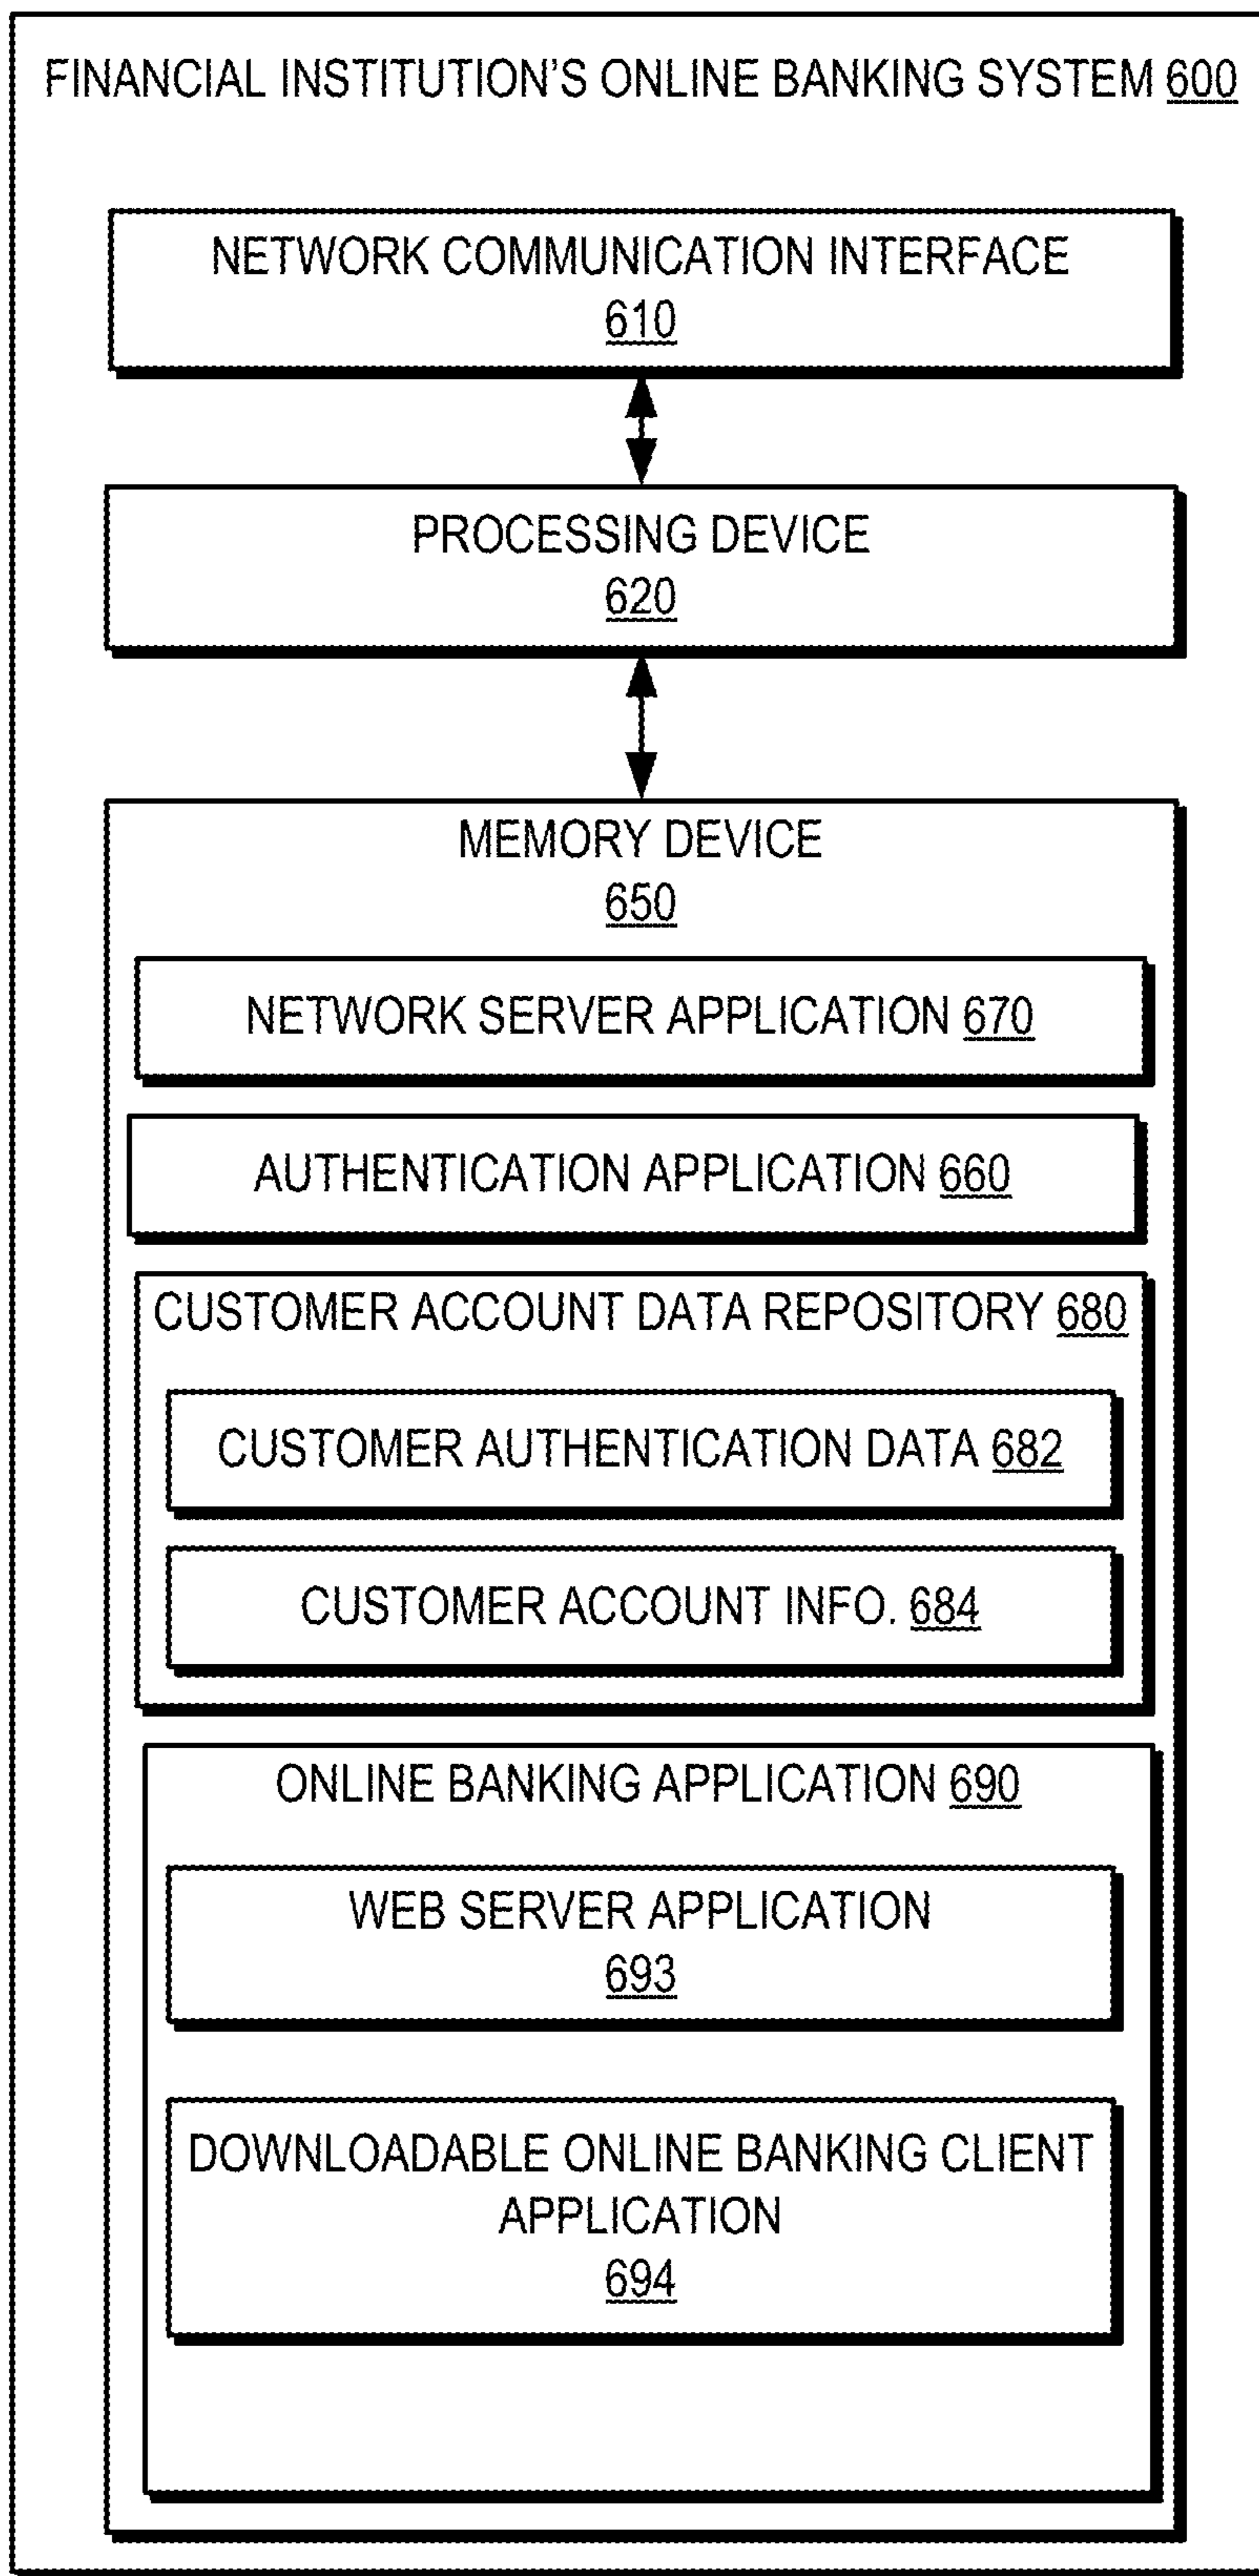 FINANCIAL INSTITUTION'S ONLINE BANKING SYSTEM 600
NETWORK COMMUNICATION INTERFACE
610
PROCESSING DEVICE
620
MEMORY DEVICE
650
NETWORK SERVER APPLICATION 670
AUTHENTICATION APPLICATION 660
CUSTOMER ACCOUNT DATA REPOSITORY 680
CUSTOMER AUTHENTICATION DATA 682
CUSTOMER ACCOUNT INFO. 684
ONLINE BANKING APPLICATION 690
WEB SERVER APPLICATION
693
DOWNLOADABLE ONLINE BANKING CLIENT
APPLICATION
694